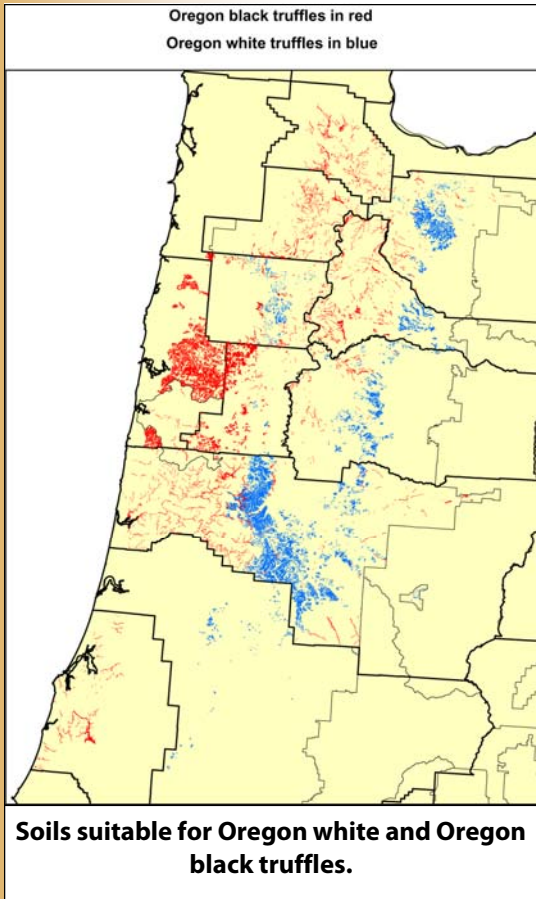 Oregon black truffles in red
Oregon white truffles in blue
Soils suitable for Oregon white and Oregon
black truffles.